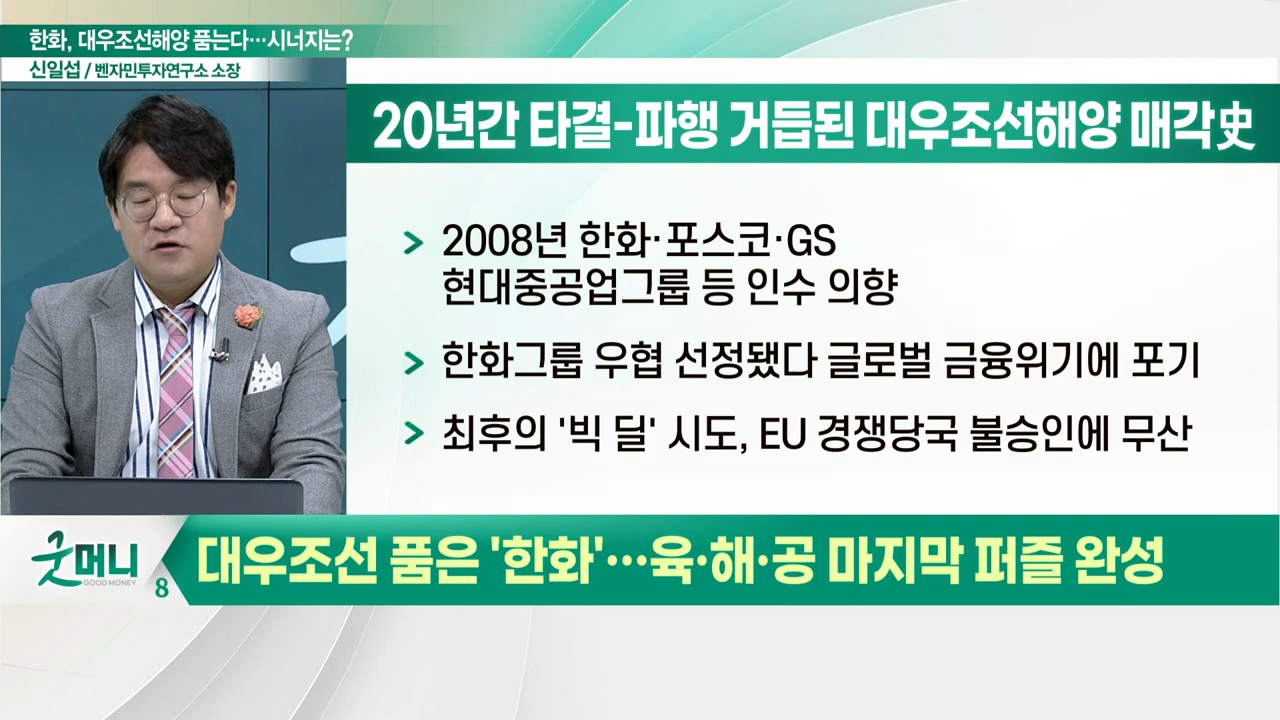 한화, 대우조선해양 품는다…시너지는?
신일섭 / 벤자민투자연구소 소장
20년간 타결-파행 거듭된 대우조선해양 매각史
> 2008년 한화·포스코·GS
현대중공업그룹 등 인수 의향
> 한화그룹 우협 선정됐다 글로벌 금융위기에 포기
> 최후의 '빅 딜' 시도, EU 경쟁당국 불승인에 무산
굿머니
GOOD MONEY
8
대우조선 품은 '한화'…육·해·공 마지막 퍼즐 완성